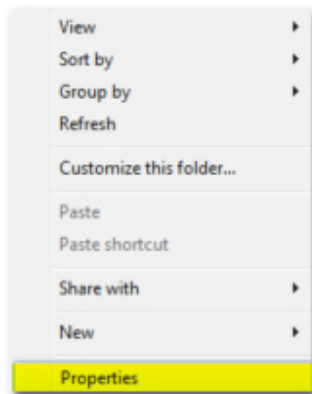 View
Sort by
Group by
Refresh
Customize this folder...
Paste
Paste shortcut
Share with
New
Properties